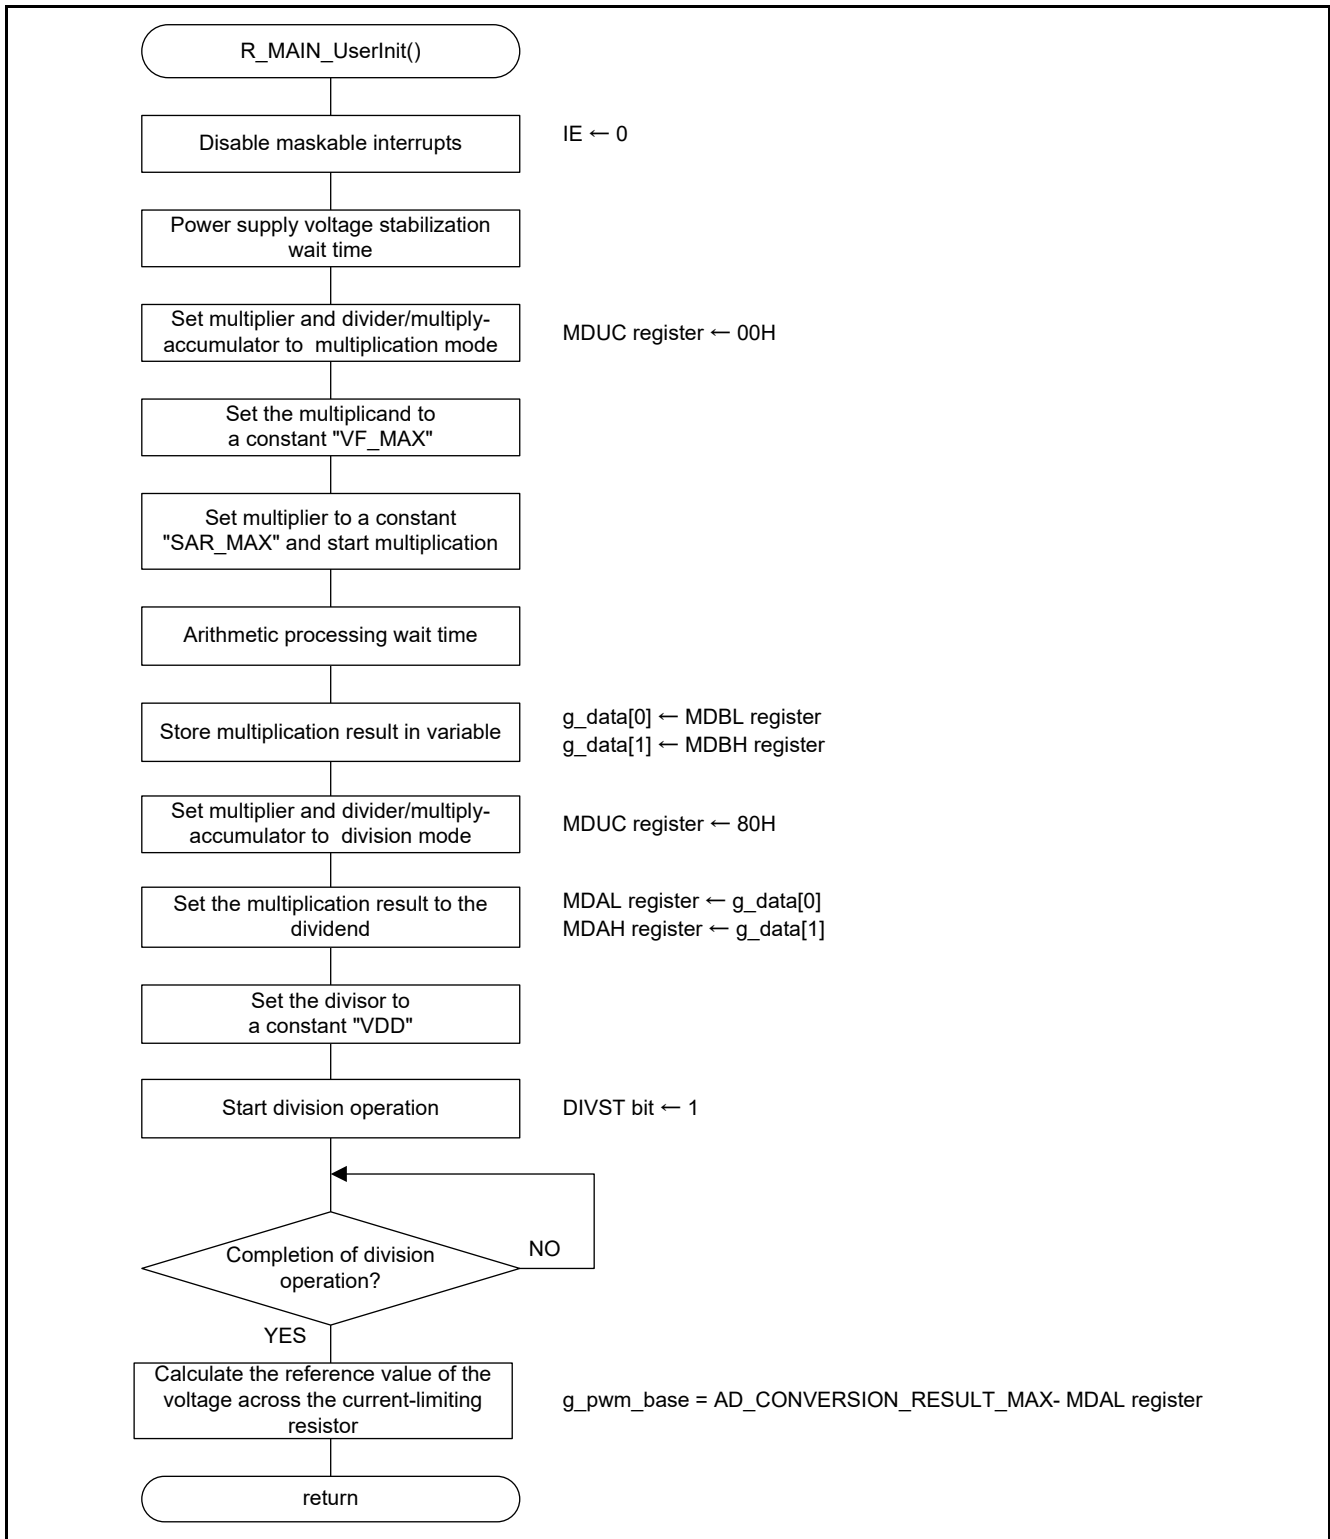 R_MAIN_UserInit()
Disable maskable interrupts
IE ← 0
Power supply voltage stabilization
wait time
Set multiplier and divider/multiply-
accumulator to  multiplication mode
MDUC register ← 00H
Set the multiplicand to
a constant "VF_MAX"
Set multiplier to a constant
"SAR_MAX" and start multiplication
Arithmetic processing wait time
Store multiplication result in variable
g_data[0] ← MDBL register
g_data[1] ← MDBH register
Set multiplier and divider/multiply-
accumulator to  division mode
MDUC register ← 80H
Set the multiplication result to the
dividend
MDAL register ← g_data[0]
MDAH register ← g_data[1]
Set the divisor to
a constant "VDD"
Start division operation
DIVST bit ← 1
Completion of division
operation?
NO
YES
Calculate the reference value of the
voltage across the current-limiting
resistor
g_pwm_base = AD_CONVERSION_RESULT_MAX- MDAL register
return